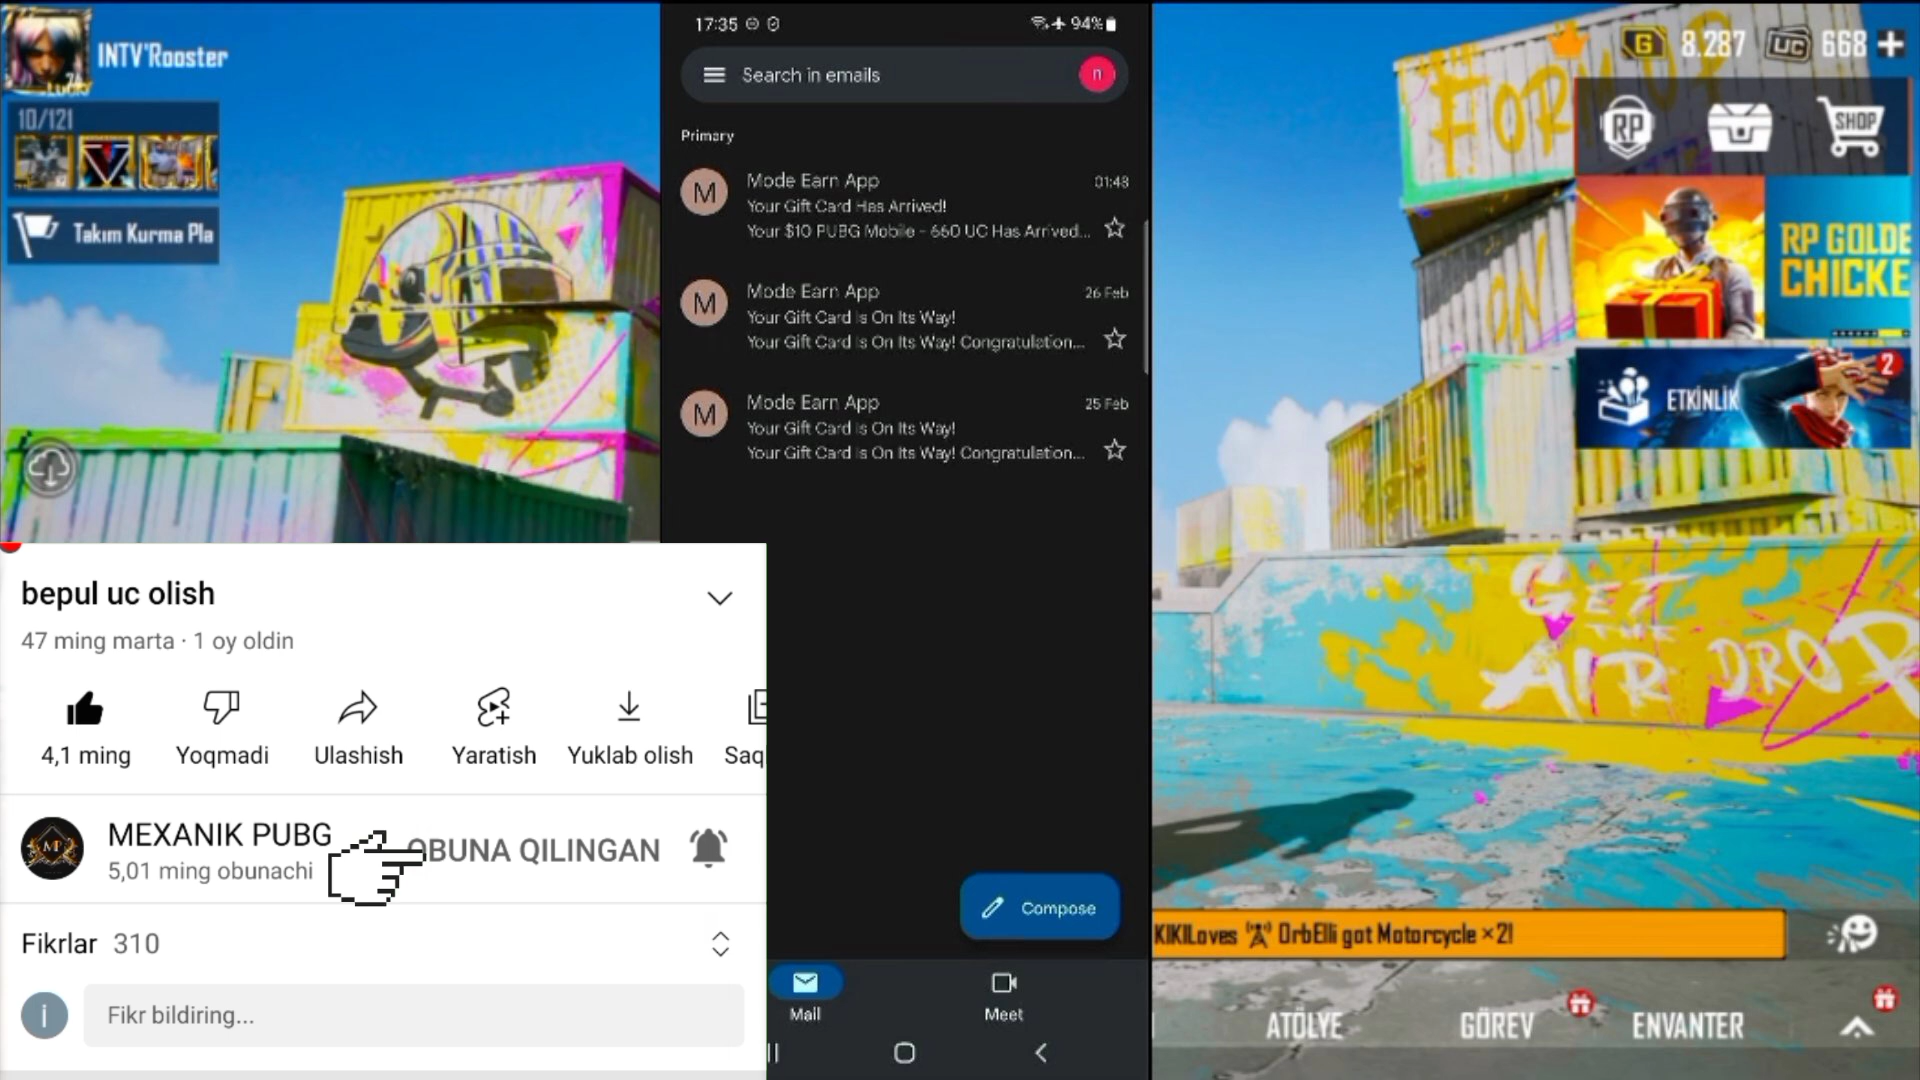 INTV'Rooster
10/121
Takım Kurma Pla
17:35
94%
Search in emails
n
Primary
M
Mode Earn App
01:43
Your Gift Card Has Arrived!
Your $10 PUBG Mobile - 660 UC Has Arrived...
M
Mode Earn App
26 Feb
Your Gift Card is On Its Way!
Your Gift Card Is On Its Way! Congratulation...
M
Mode Earn App
25 Feb
Your Gift Card is On Its Way!
Your Gift Card Is On Its Way! Congratulation...
Compose
Mail
Meet
G 8.287 UC 668 +
RP
SHOP
RP GOLDE
CHICKE
2
ETKİNLİK
FORM UP
ON
GET
THE
AIR DROP
KIKILoves OrbElli got Motorcycle ×2!
ATÖLYE
GÖREV
ENVANTER
bepul uc olish
47 ming marta · 1 oy oldin
4,1 ming
Yoqmadi
Ulashish
Yaratish
Yuklab olish
Saq
MP
MEXANIK PUBG
5,01 ming obunachi
OBUNA QILINGAN
Fikrlar 310
i
Fikr bildiring...